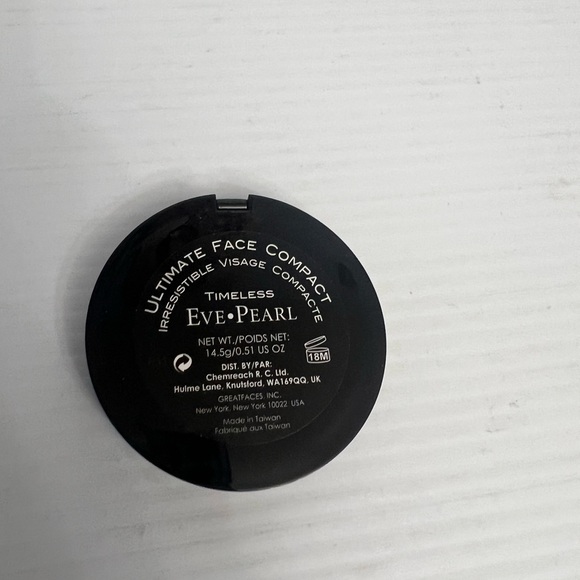 ULTIMATE FACE COMPACT
IRRESISTIBLE VISAGE COMPACTE
TIMELESS
EVE•PEARL
NET WT./POIDS NET:
14.5g/0.51 US OZ
18M
DIST. BY/PAR:
Chemreach R. C. Ltd.
Hulme Lane, Knutsford, WA169QQ, UK
GREATFACES, INC.
New York, New York 10022 USA
Made in Taiwan
Fabrique aux Taiwan